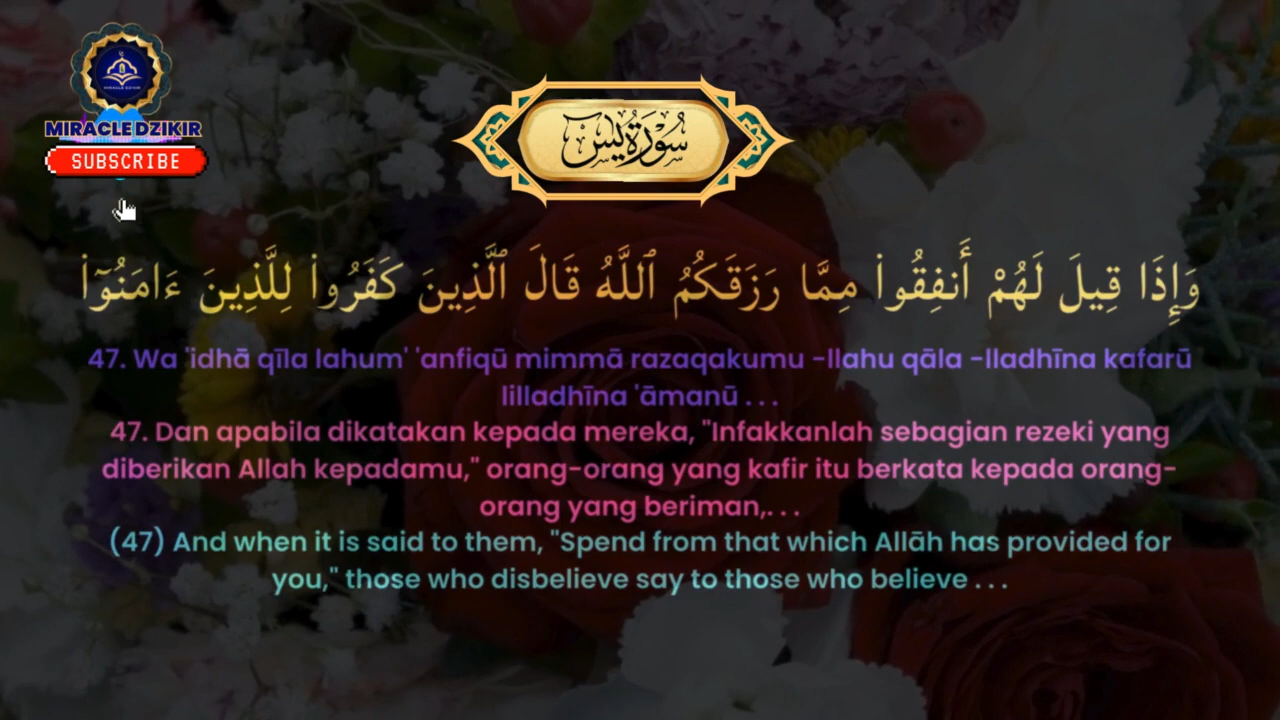 MIRACLE DZIKIR
MIRACLE DZIKIR
SUBSCRIBE
سُوْرَةُ يٰسٓ
وَإِذَا قِيلَ لَهُمْ أَنفِقُوا۟ مِمَّا رَزَقَكُمُ ٱللَّهُ قَالَ ٱلَّذِينَ كَفَرُوا۟ لِلَّذِينَ ءَامَنُوٓا۟
47. Wa 'idhā qīla lahum' 'anfiqū mimmā razaqakumu -llahu qāla -lladhīna kafarū
lilladhīna 'āmanū . . .
47. Dan apabila dikatakan kepada mereka, "Infakkanlah sebagian rezeki yang
diberikan Allah kepadamu," orang-orang yang kafir itu berkata kepada orang-
orang yang beriman,. . .
(47) And when it is said to them, "Spend from that which Allāh has provided for
you," those who disbelieve say to those who believe . . .